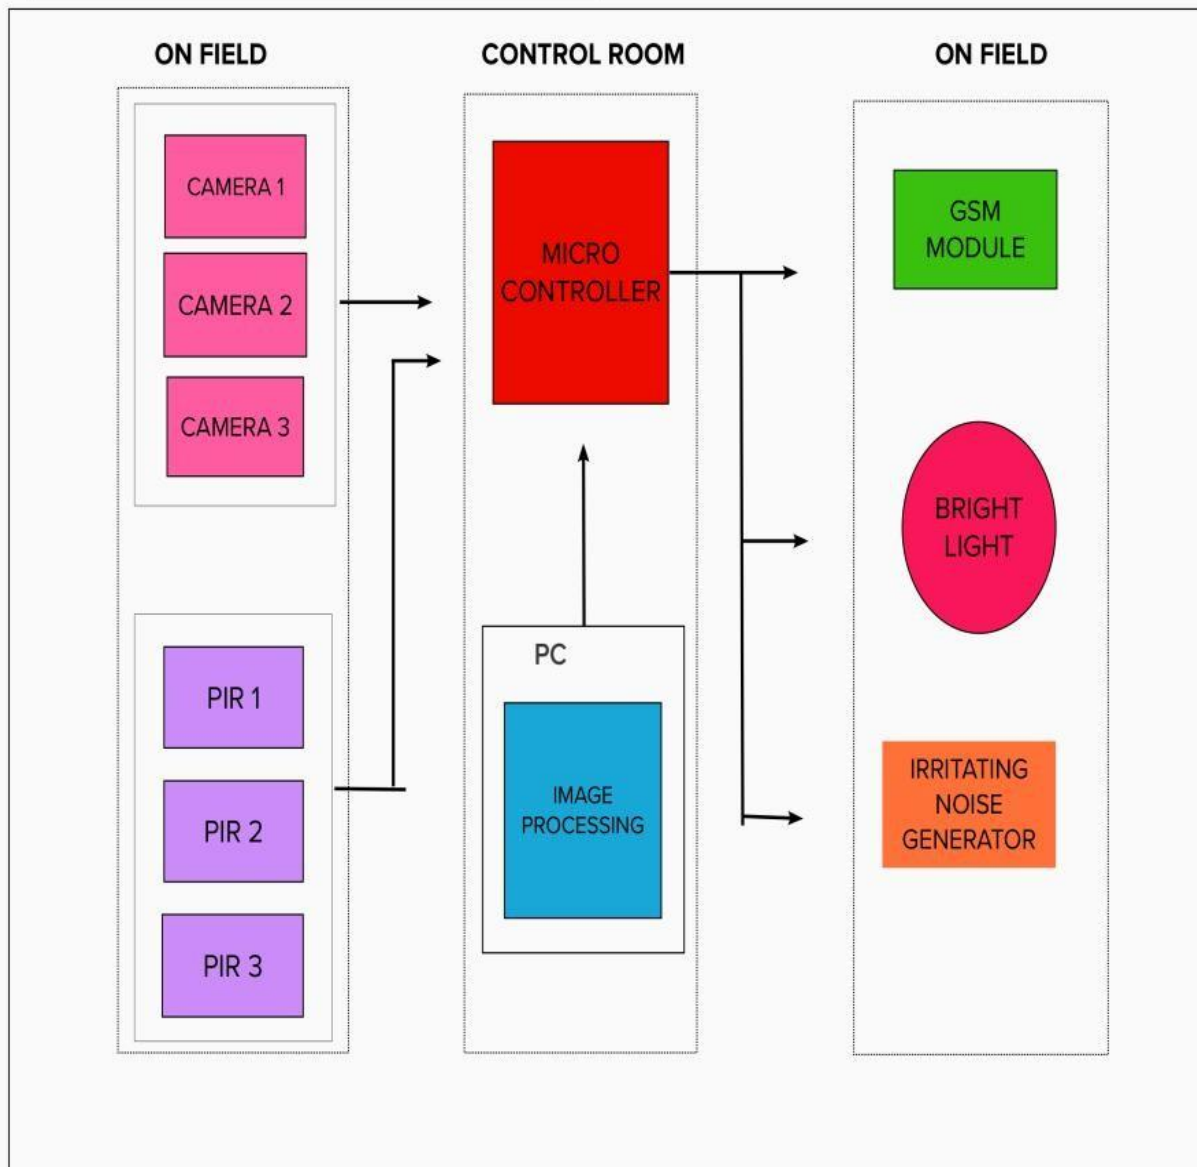 ON FIELD
CONTROL ROOM
ON FIELD
CAMERA 1
CAMERA 2
CAMERA 3
PIR 1
PIR 2
PIR 3
MICRO
CONTROLLER
PC
IMAGE
PROCESSING
GSM
MODULE
BRIGHT
LIGHT
IRRITATING
NOISE
GENERATOR